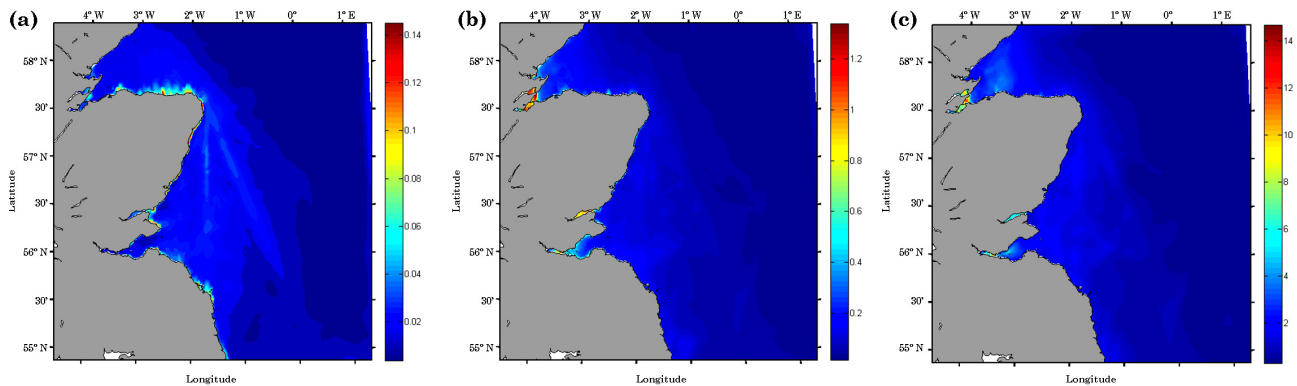 (a)
4° W 3° W 2° W 1° W 0° E 1° E
58° N
30'
57° N
30'
56° N
30'
55° N
Latitude
Longitude
0.14
0.12
0.10
0.08
0.06
0.04
0.02
(b)
4° W 3° W 2° W 1° W 0° E 1° E
58° N
30'
57° N
30'
56° N
30'
55° N
Latitude
Longitude
1.2
1
0.8
0.6
0.4
0.2
(c)
4° W 3° W 2° W 1° W 0° E 1° E
58° N
30'
57° N
30'
56° N
30'
55° N
Latitude
Longitude
14
12
10
8
6
4
2